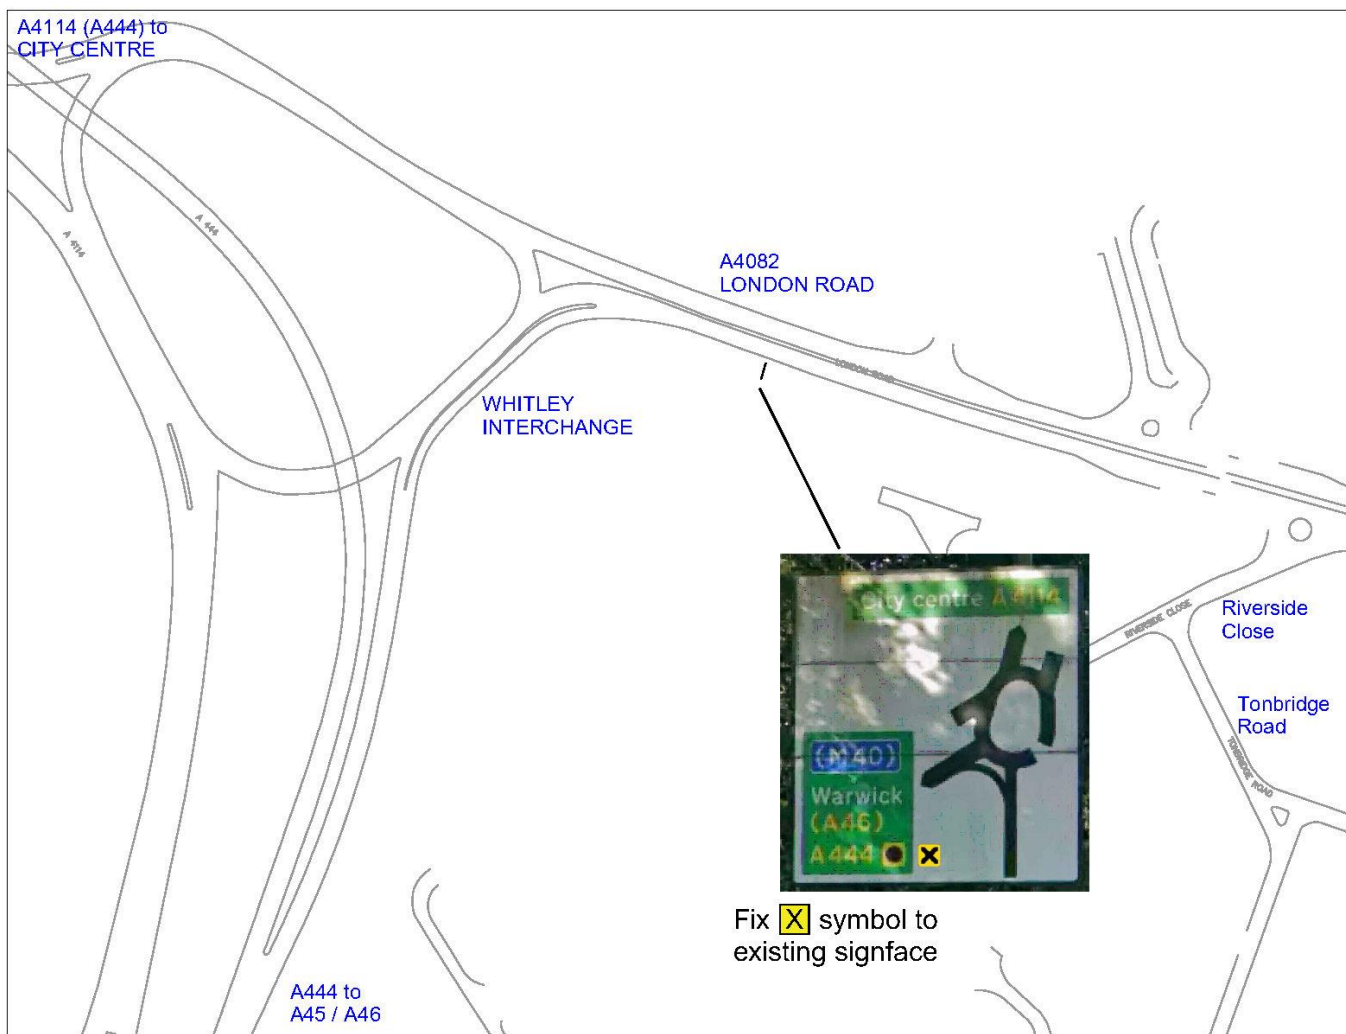 A4114 (A444) to
CITY CENTRE
A 4114
A 444
A4082
LONDON ROAD
LONDON ROAD
WHITLEY
INTERCHANGE
City centre A4114
(M40)
Warwick
(A46)
A444 X
Fix X symbol to
existing signface
RIVERSIDE CLOSE
Riverside
Close
Tonbridge
Road
TONBRIDGE ROAD
A444 to
A45 / A46